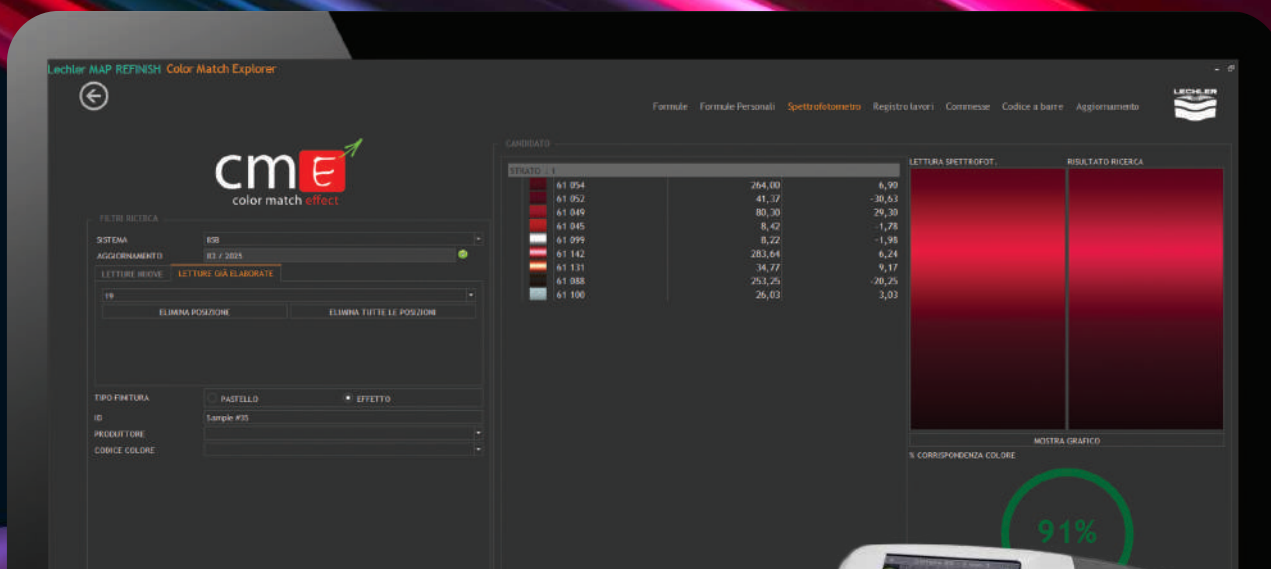 Lechler MAP REFINISH Color Match Explorer
Formule Formule Personali Spettrofotometro Registro lavori Commesse Codice a barre Aggiornamento
LECHLER
cmE
color match effect
FILTRI RICERCA
SISTEMA BSB
AGGIORNAMENTO 03 / 2025
LETTURE NUOVE LETTURE GIÀ ELABORATE
19
ELIMINA POSIZIONE ELIMINA TUTTE LE POSIZIONI
TIPO FINITURA PASTELLO EFFETTO
ID Sample #35
PRODUTTORE
CODICE COLORE
CANDIDATO
STRATO : 1
61 054 264,00 6,90
61 052 41,37 -30,63
61 049 80,30 29,30
61 045 8,42 -1,78
61 099 8,22 -1,98
61 142 283,64 6,24
61 131 34,77 9,17
61 088 253,25 -20,25
61 100 26,03 3,03
LETTURA SPETTROFOT. RISULTATO RICERCA
MOSTRA GRAFICO
% CORRISPONDENZA COLORE
91%